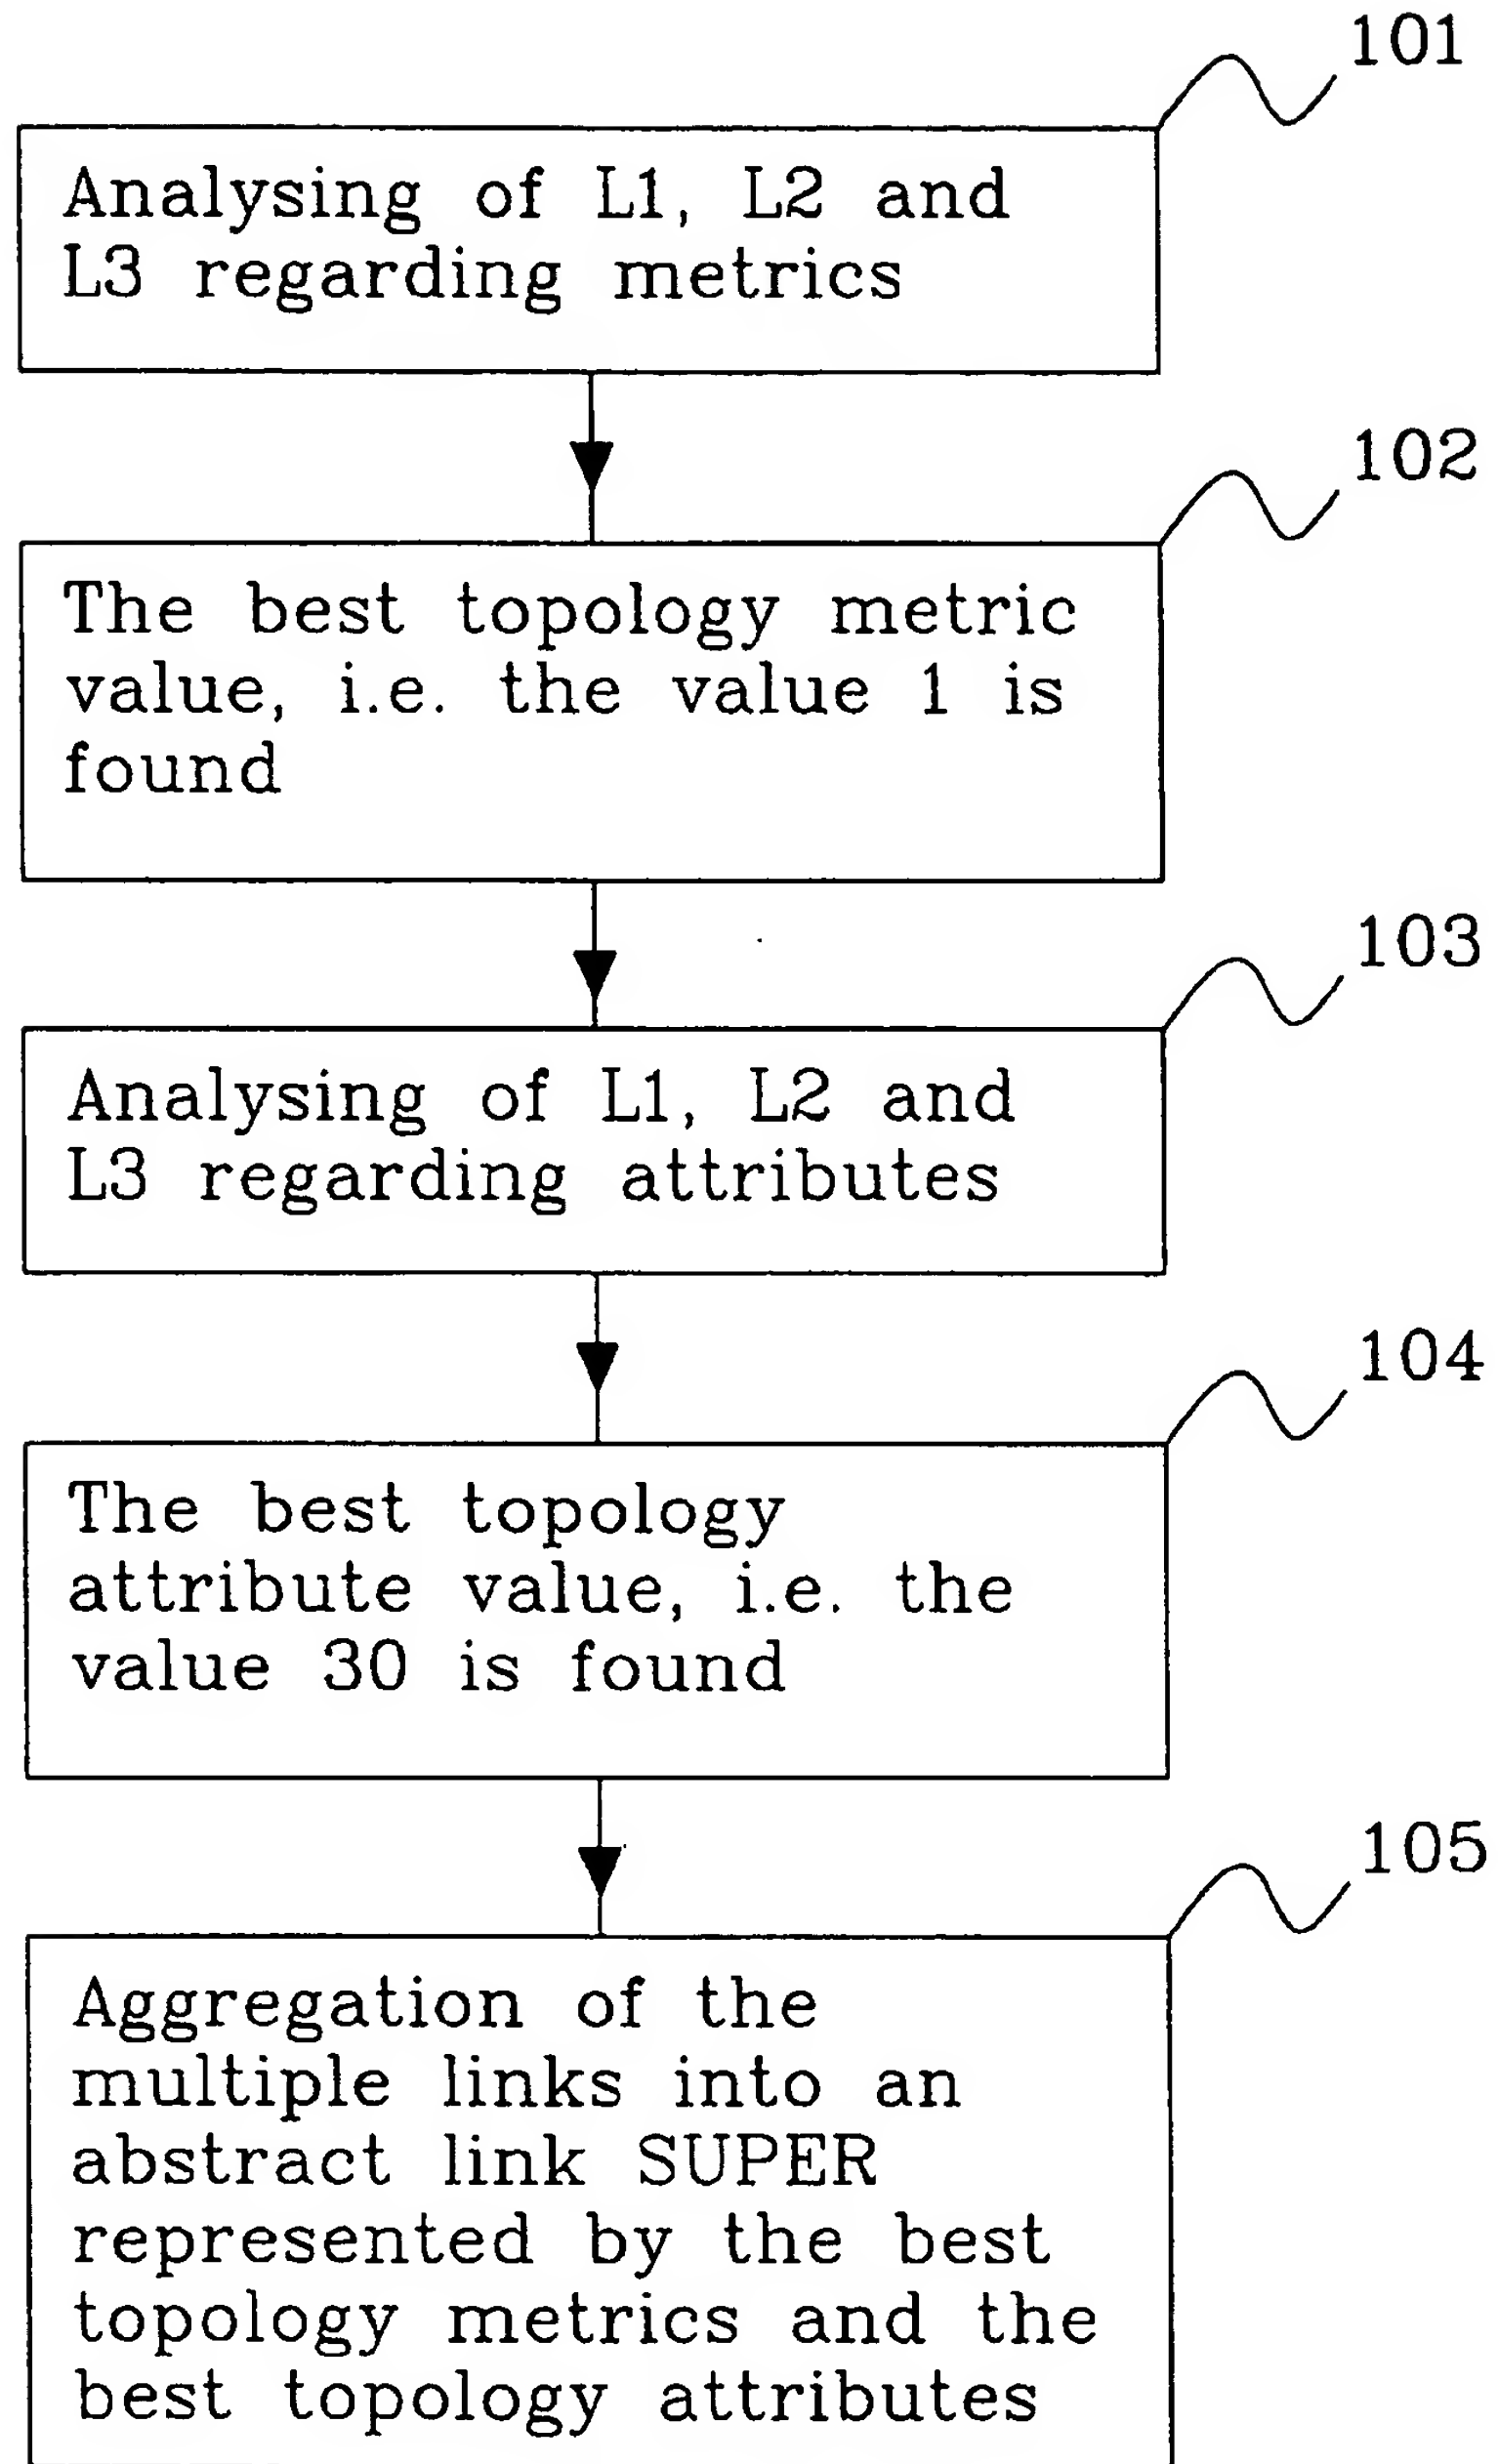 101
Analysing of L1, L2 and
L3 regarding metrics
102
The best topology metric
value, i.e. the value 1 is
found
103
Analysing of L1, L2 and
L3 regarding attributes
104
The best topology
attribute value, i.e. the
value 30 is found
105
Aggregation of the
multiple links into an
abstract link SUPER
represented by the best
topology metrics and the
best topology attributes